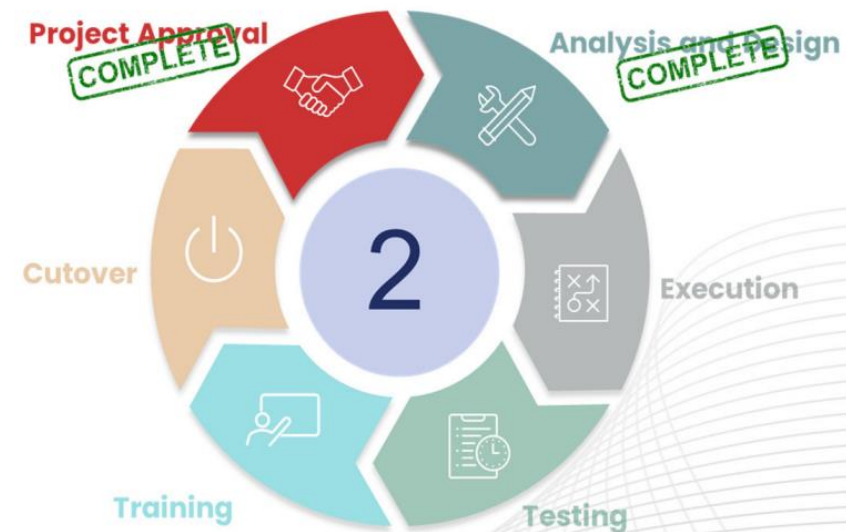 Project Approval
COMPLETE
Analysis and Design
COMPLETE
2
Cutover
Execution
Training
Testing